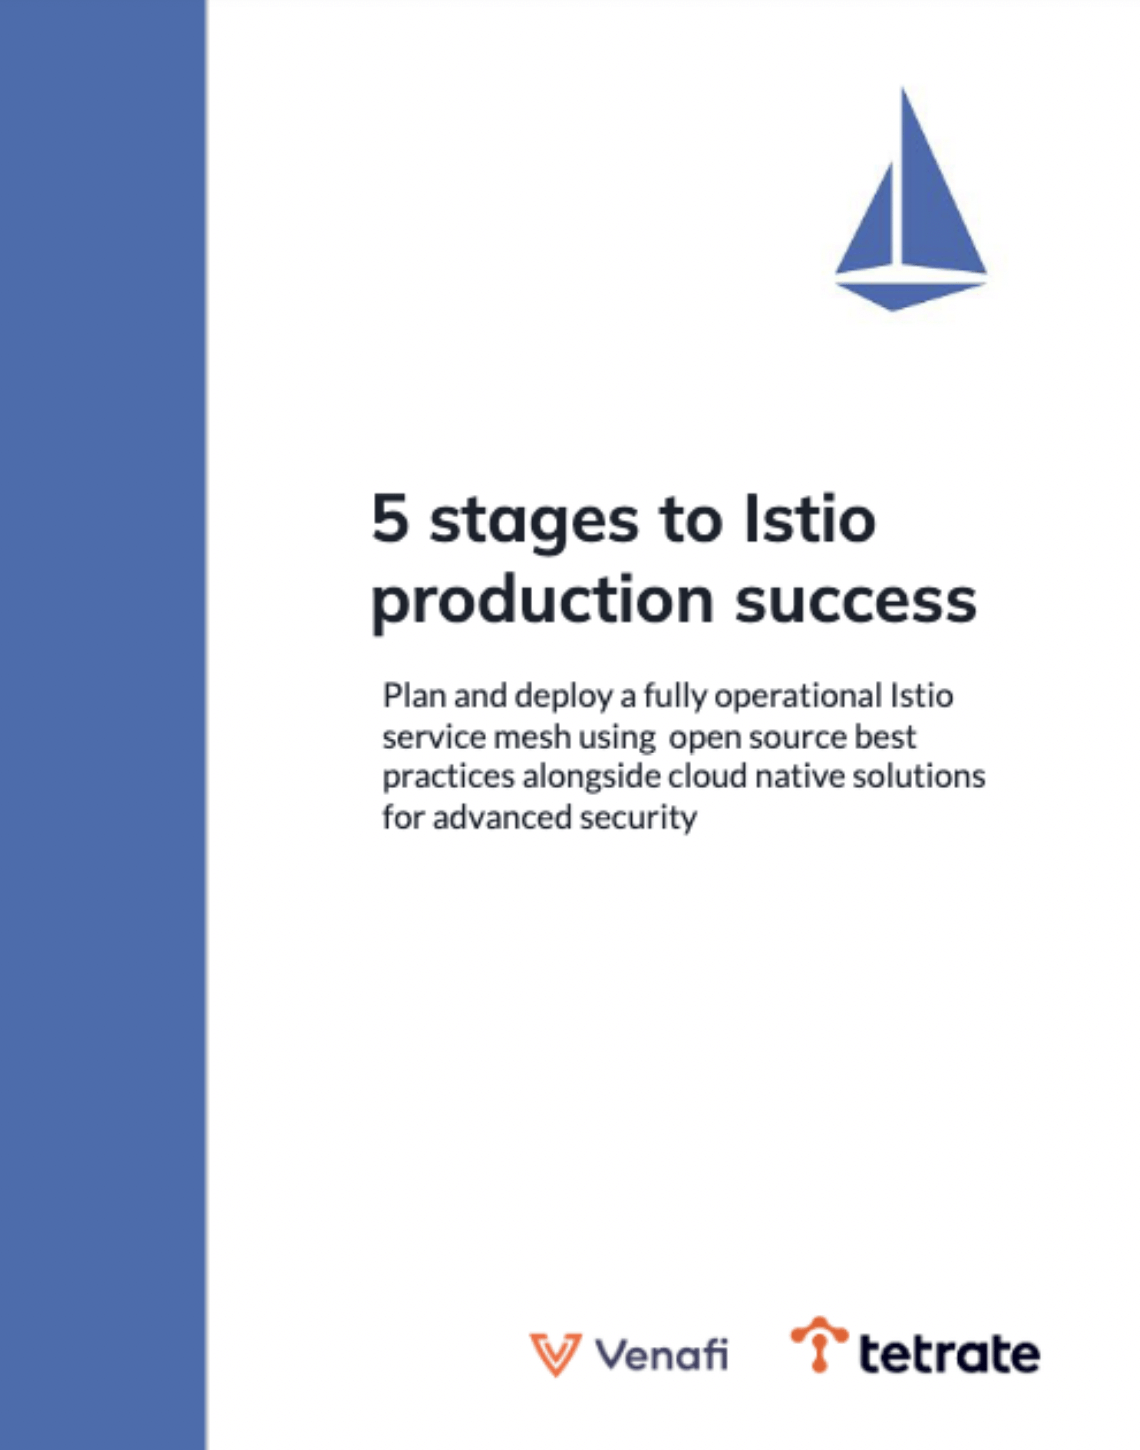 5 stages to Istio
production success
Plan and deploy a fully operational Istio
service mesh using open source best
practices alongside cloud native solutions
for advanced security
Venafi
tetrate